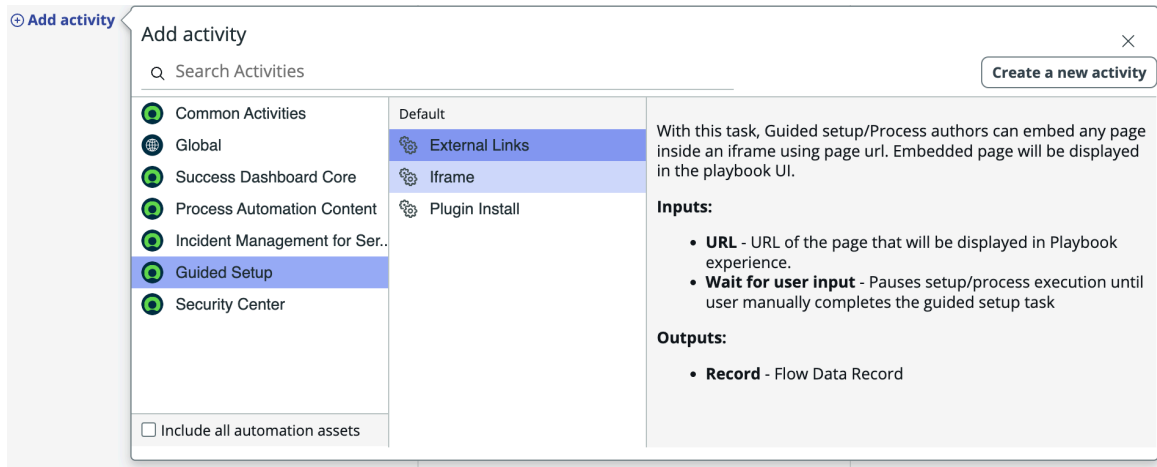 Add activity
Add activity
Search Activities
Create a new activity
Common Activities
Global
Success Dashboard Core
Process Automation Content
Incident Management for Ser..
Guided Setup
Security Center
Include all automation assets
Default
External Links
Iframe
Plugin Install
With this task, Guided setup/Process authors can embed any page
inside an iframe using page url. Embedded page will be displayed
in the playbook UI.
Inputs:
• URL - URL of the page that will be displayed in Playbook
experience.
• Wait for user input - Pauses setup/process execution until
user manually completes the guided setup task
Outputs:
• Record - Flow Data Record